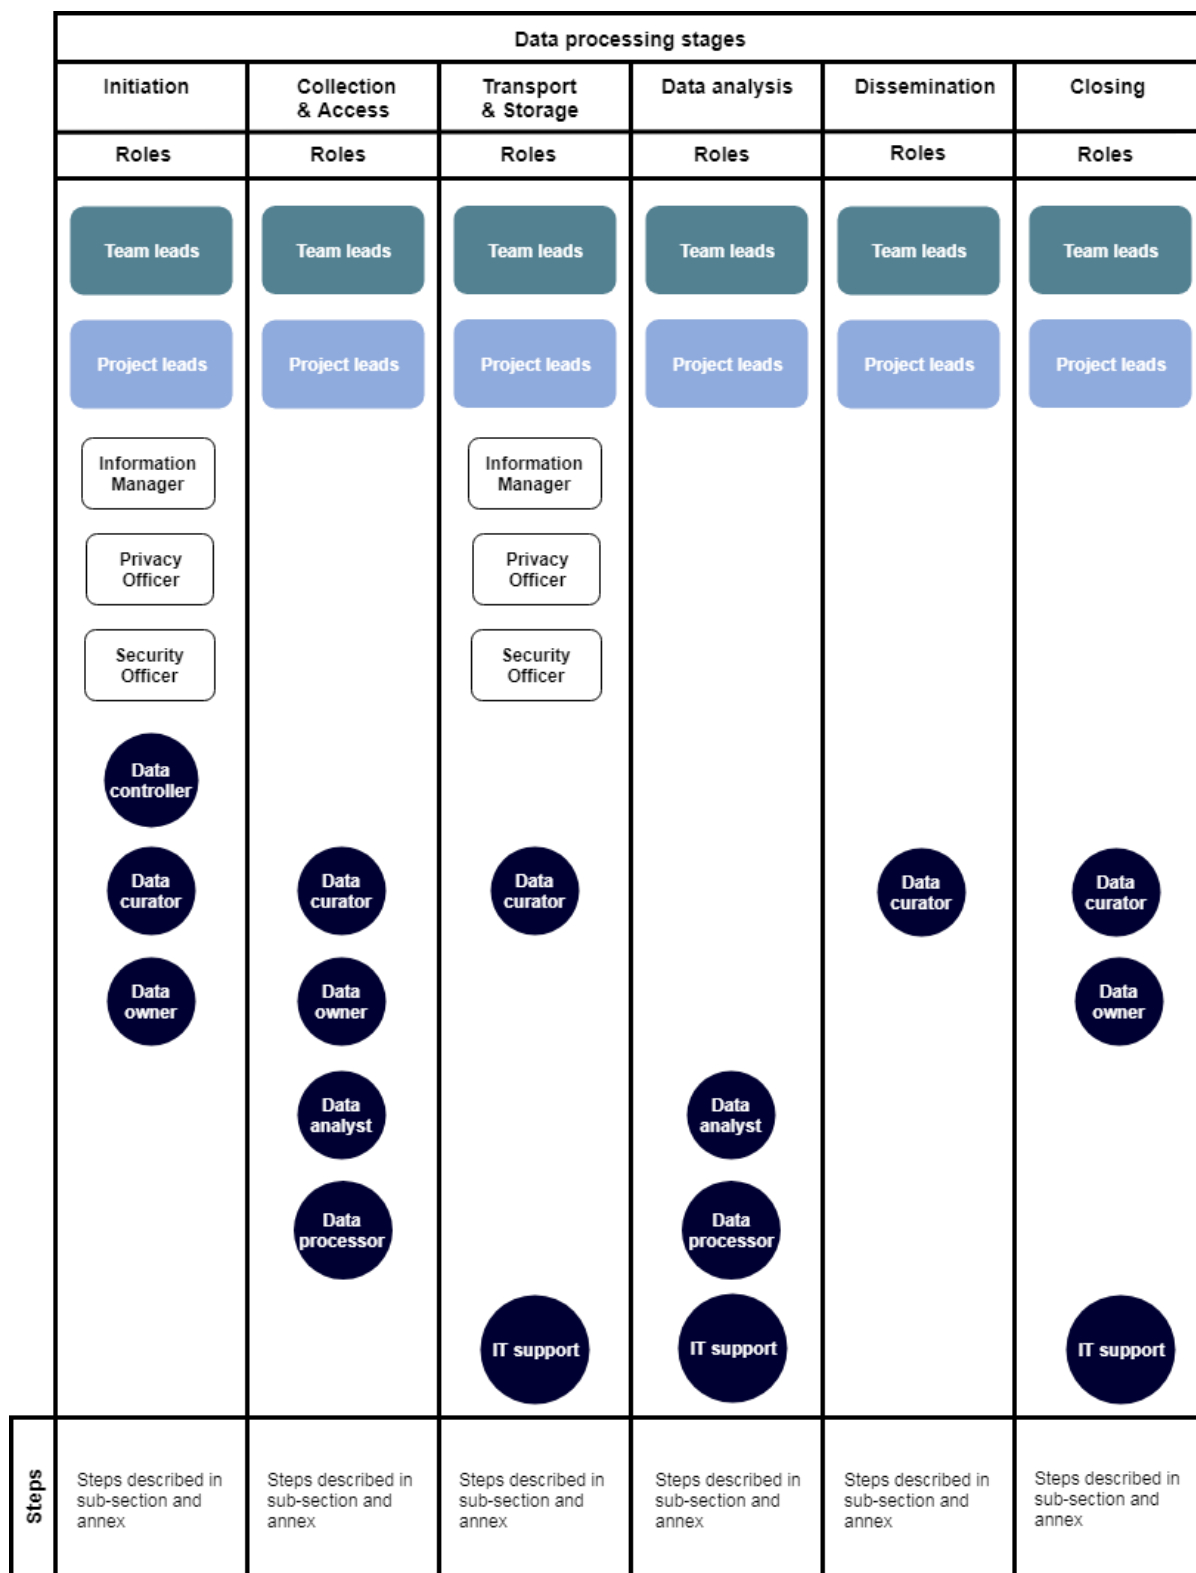 Data processing stages
Initiation
Collection
& Access
Transport
& Storage
Data analysis
Dissemination
Closing
Roles
Roles
Roles
Roles
Roles
Roles
Team leads
Team leads
Team leads
Team leads
Team leads
Team leads
Project leads
Project leads
Project leads
Project leads
Project leads
Project leads
Information
Manager
Information
Manager
Privacy
Officer
Privacy
Officer
Security
Officer
Security
Officer
Data
controller
Data
curator
Data
curator
Data
curator
Data
curator
Data
curator
Data
owner
Data
owner
Data
owner
Data
analyst
Data
analyst
Data
processor
Data
processor
IT support
IT support
IT support
Steps
Steps described in
sub-section and
annex
Steps described in
sub-section and
annex
Steps described in
sub-section and
annex
Steps described in
sub-section and
annex
Steps described in
sub-section and
annex
Steps described in
sub-section and
annex